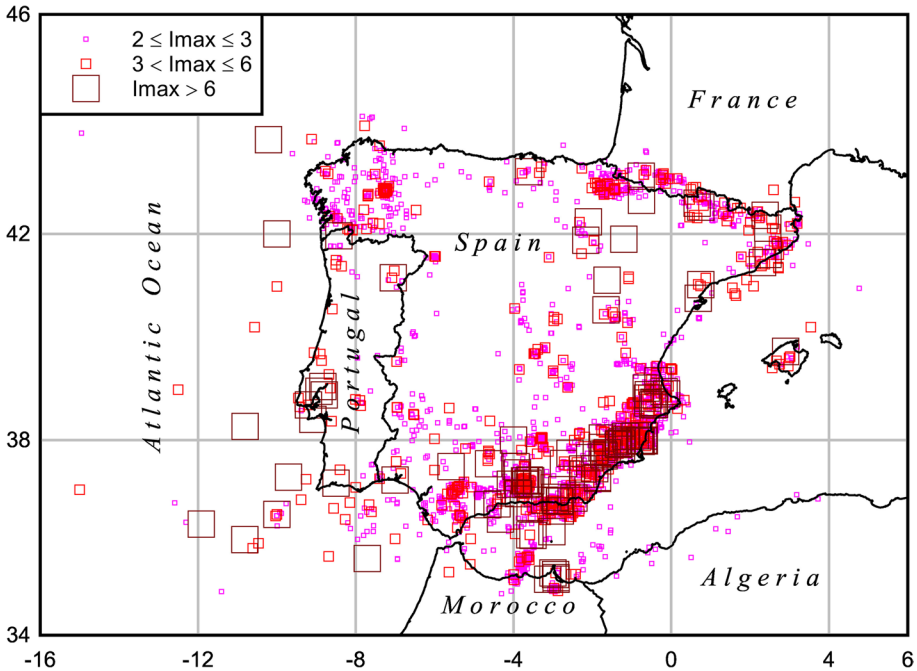 46
2 ≤ Imax ≤ 3
3 < Imax ≤ 6
Imax > 6
France
42
Spain
Atlantic Ocean
Portugal
38
Algeria
Morocco
34
-16 -12 -8 -4 0 4 6